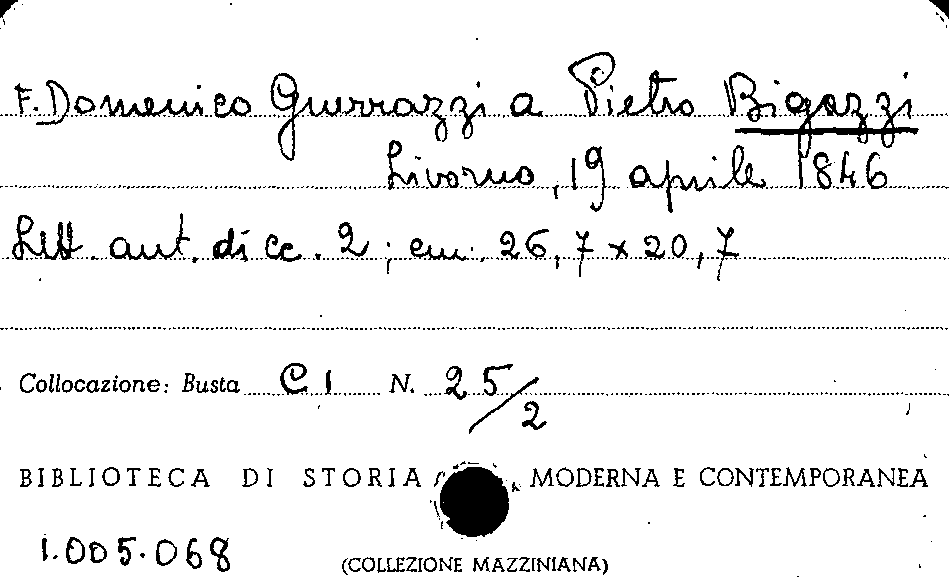 F. Domenico Guerrazzi a Pietro Bigazzi
Livorno, 19 aprile 1846
Lett. aut. di cc. 2; cm. 26,7 x 20,7
Collocazione: Busta C I N. 25/2
BIBLIOTECA DI STORIA MODERNA E CONTEMPORANEA
1.005.068
(COLLEZIONE MAZZINIANA)